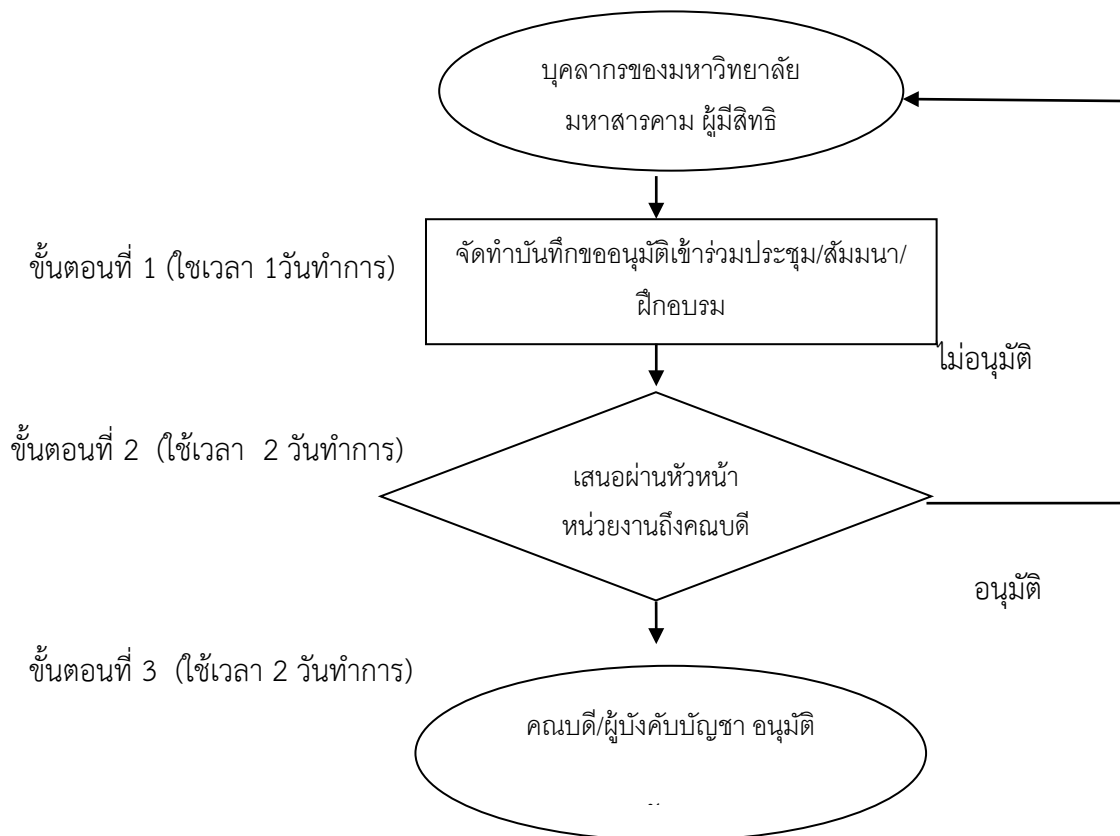 บุคลากรของมหาวิทยาลัย
มหาสารคาม ผู้มีสิทธิ
ขั้นตอนที่ 1 (ใชเวลา 1วันทำการ)
จัดทำบันทึกขออนุมัติเข้าร่วมประชุม/สัมมนา/
ฝึกอบรม
ไม่อนุมัติ
ขั้นตอนที่ 2 (ใช้เวลา 2 วันทำการ)
เสนอผ่านหัวหน้า
หน่วยงานถึงคณบดี
อนุมัติ
ขั้นตอนที่ 3 (ใช้เวลา 2 วันทำการ)
คณบดี/ผู้บังคับบัญชา อนุมัติ